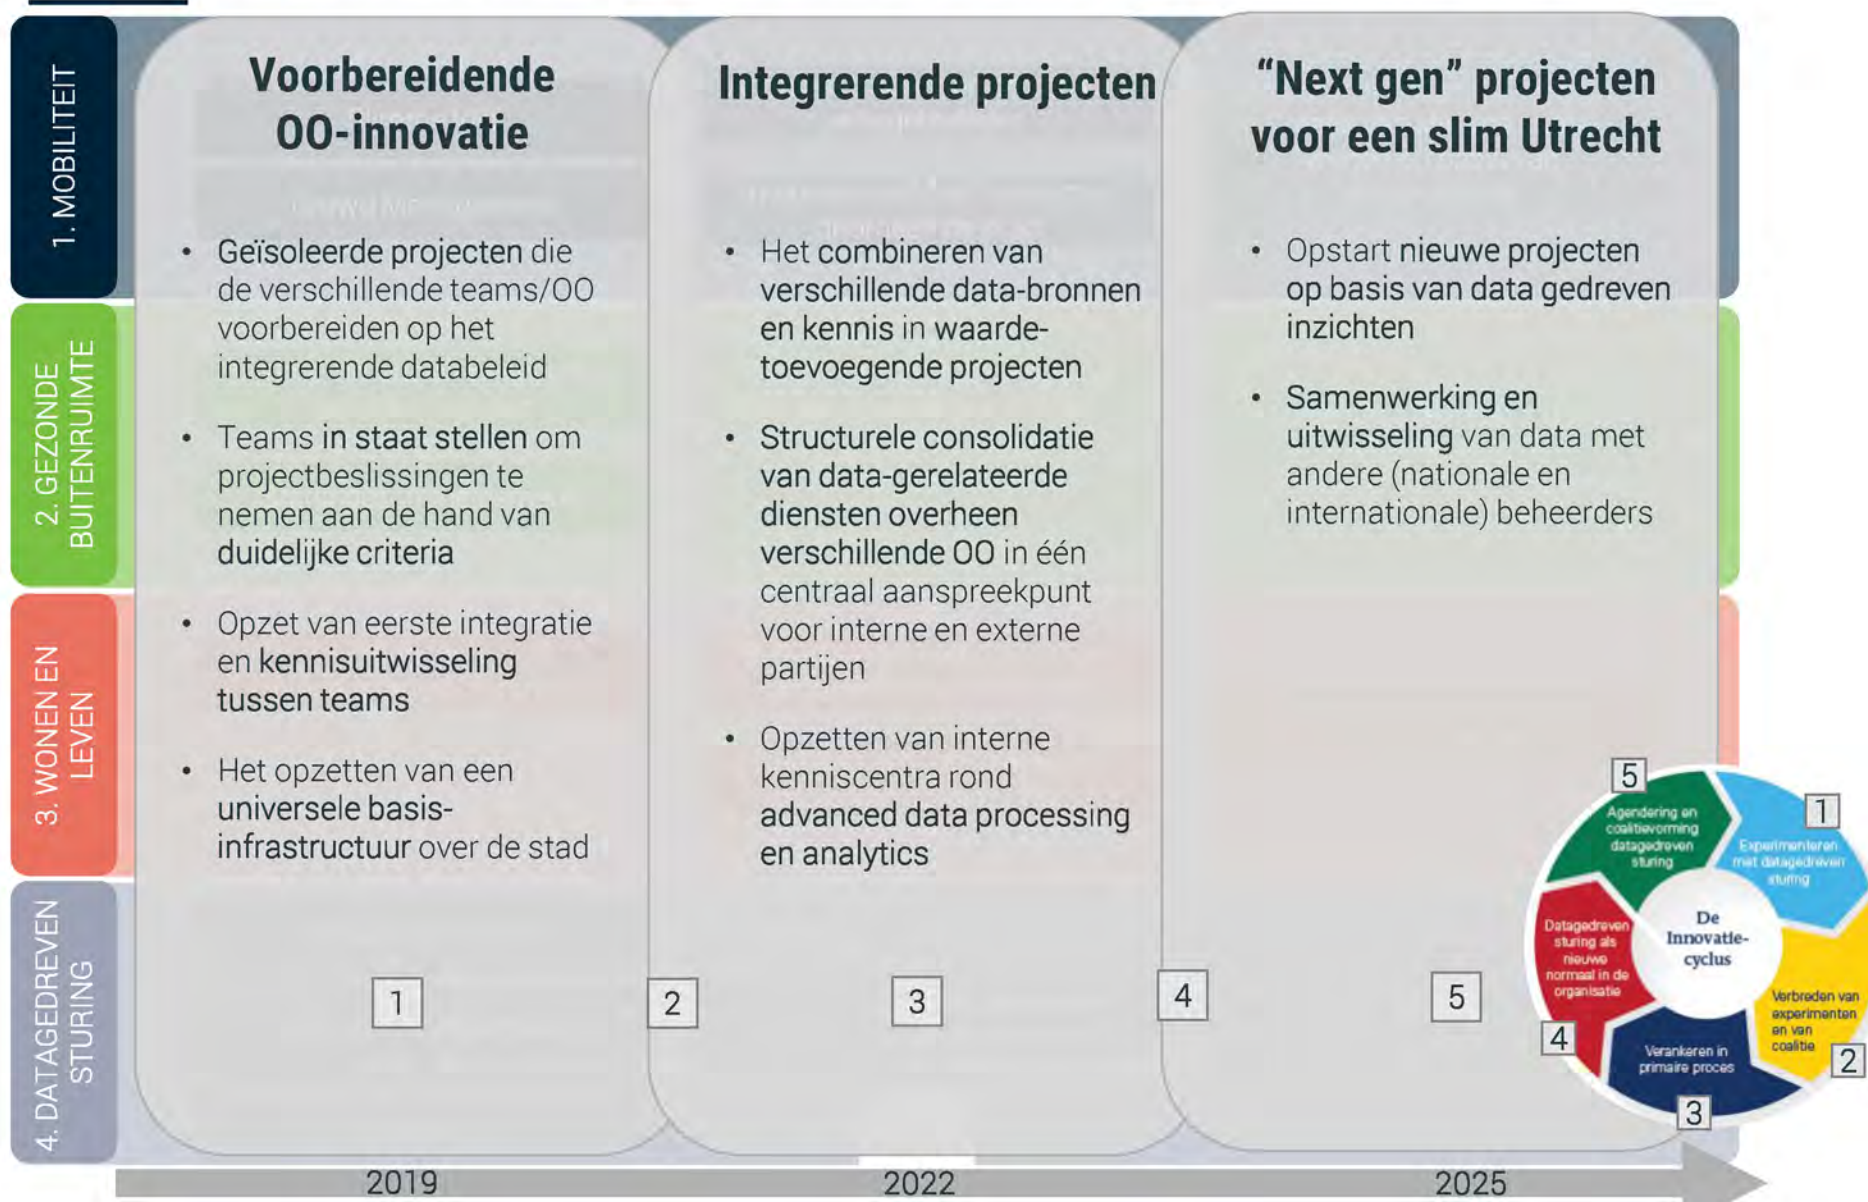 1. MOBILITEIT
2. GEZONDE
BUITENRUIMTE
3. WONEN EN
LEVEN
4. DATAGEDREVEN
STURING
Voorbereidende
OO-innovatie
• Geïsoleerde projecten die
de verschillende teams/OO
voorbereiden op het
integrerende databeleid
• Teams in staat stellen om
projectbeslissingen te
nemen aan de hand van
duidelijke criteria
• Opzet van eerste integratie
en kennisuitwisseling
tussen teams
• Het opzetten van een
universele basis-
infrastructuur over de stad
Integrerende projecten
• Het combineren van
verschillende data-bronnen
en kennis in waarde-
toevoegende projecten
• Structurele consolidatie
van data-gerelateerde
diensten overheen
verschillende OO in één
centraal aanspreekpunt
voor interne en externe
partijen
• Opzetten van interne
kenniscentra rond
advanced data processing
en analytics
“Next gen” projecten
voor een slim Utrecht
• Opstart nieuwe projecten
op basis van data gedreven
inzichten
• Samenwerking en
uitwisseling van data met
andere (nationale en
internationale) beheerders
1
2
3
4
5
De
Innovatie-
cyclus
1
Experimenteren
met datagedreven
sturing
2
Verbreden van
experimenten
en van
coalitie
3
Verankeren in
primaire proces
4
Datagedreven
sturing als
nieuwe
normaal in de
organisatie
5
Agendering en
coalitievorming
datagedreven
sturing
2019
2022
2025